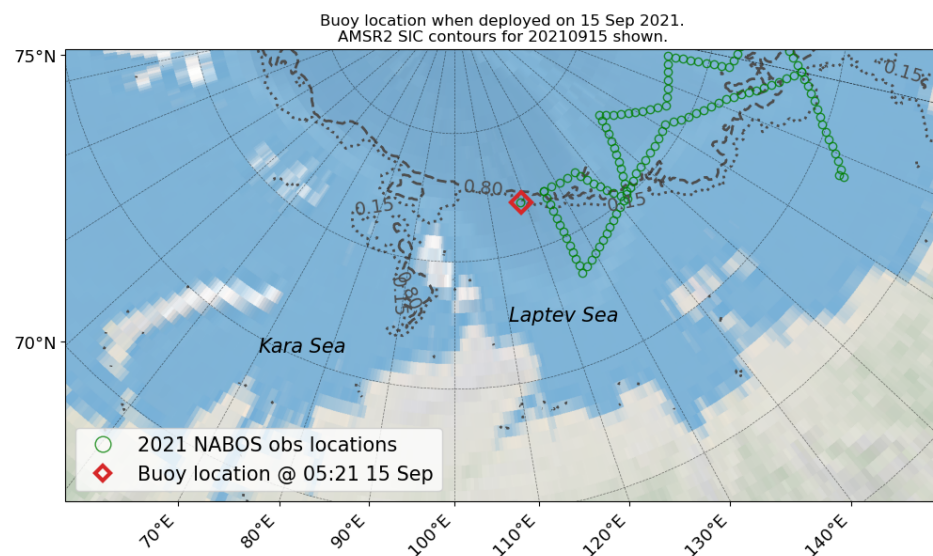 Buoy location when deployed on 15 Sep 2021.
AMSR2 SIC contours for 20210915 shown.
75°N
0.15
0.80
0.15
0.15
0.80
0.15
Laptev Sea
Kara Sea
70°N
2021 NABOS obs locations
Buoy location @ 05:21 15 Sep
70°E
80°E
90°E
100°E
110°E
120°E
130°E
140°E